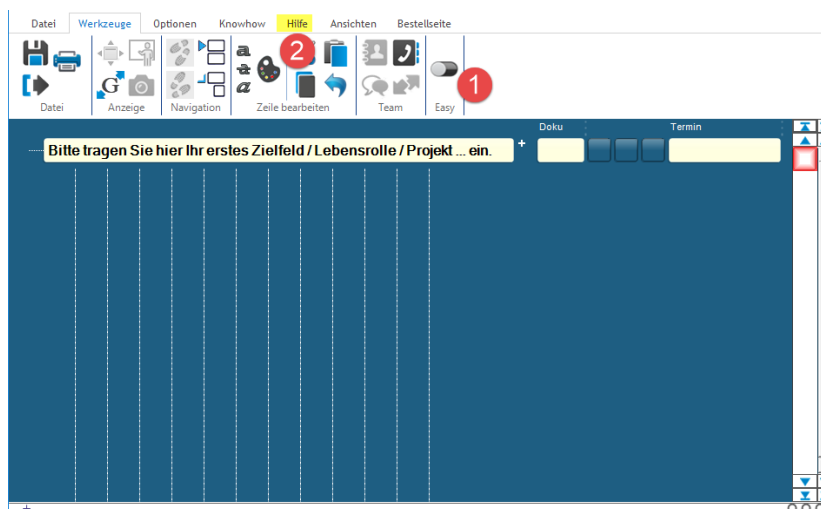 Datei Werkzeuge Optionen Knowhow Hilfe Ansichten Bestellseite
2
a
a
a
G
1
Datei Anzeige Navigation Zeile bearbeiten Team Easy
Doku Termin
Bitte tragen Sie hier Ihr erstes Zielfeld / Lebensrolle / Projekt ... ein. +